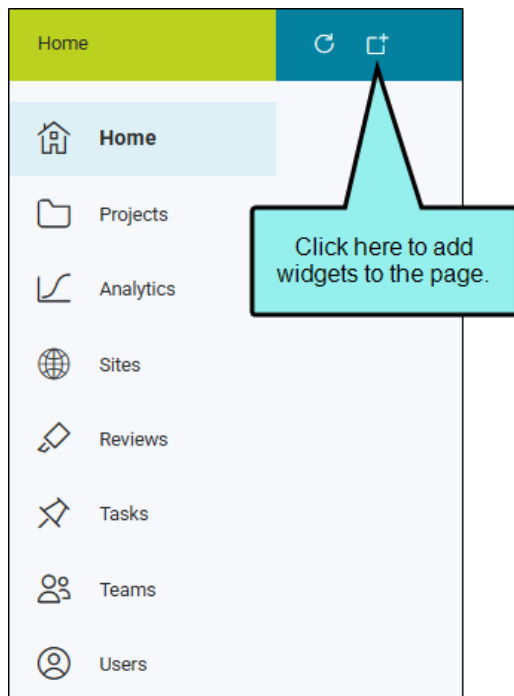 Home
Home
Projects
Click here to add
widgets to the page.
Analytics
Sites
Reviews
Tasks
Teams
Users